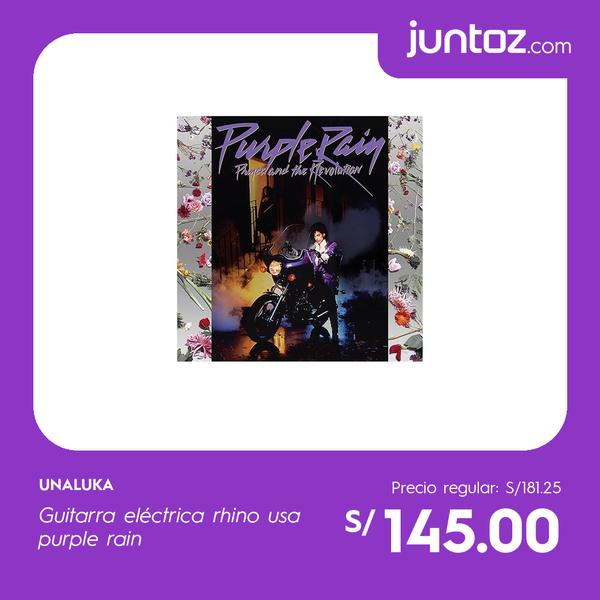 juntoz.com
Purple Rain
Prince and the Revolution
UNALUKA
Guitarra eléctrica rhino usa
purple rain
Precio regular: S/181.25
S/145.00